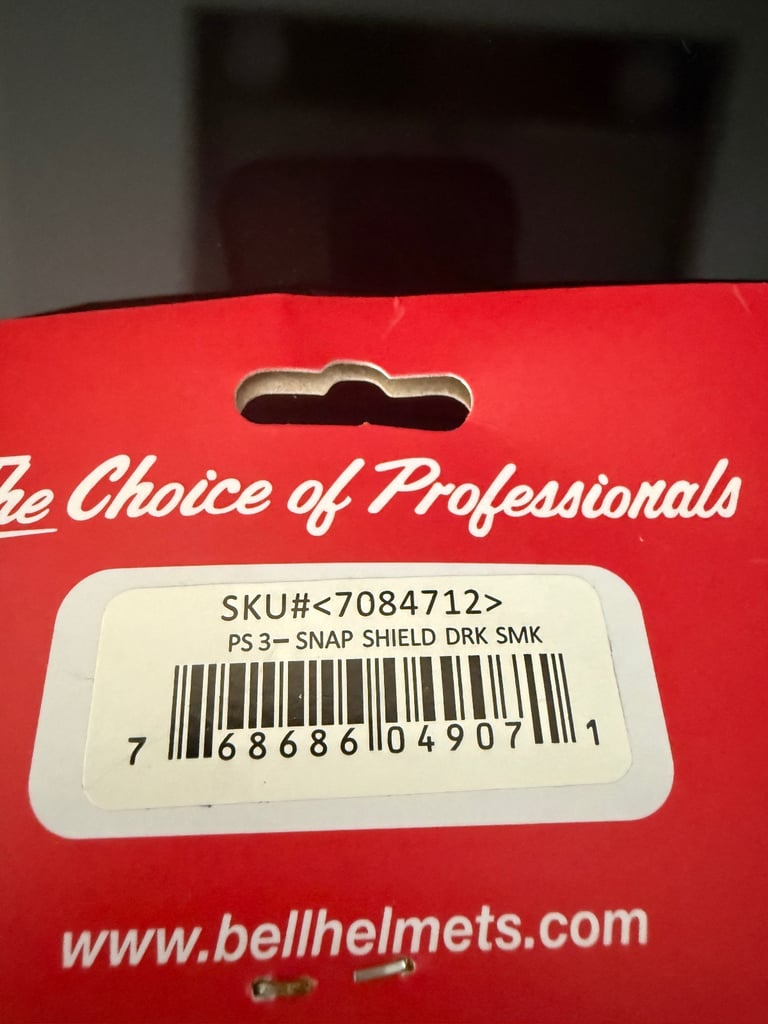 The Choice of Professionals
SKU#<7084712>
PS 3– SNAP SHIELD DRK SMK
7 68686 04907 1
www.bellhelmets.com